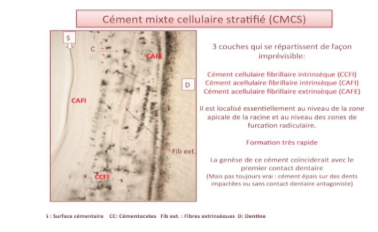 Cément mixte cellulaire stratifié (CMCS)
S
C
CAFE
D
CAFI
Fib ext.
CCFI
3 couches qui se répartissent de façon
imprévisible:
Cément cellulaire fibrillaire intrinsèque (CCFI)
Cément acellulaire fibrillaire intrinsèque (CAFI)
Cément acellulaire fibrillaire extrinsèque (CAFE)
Il est localisé essentiellement au niveau de la zone
apicale de la racine et au niveau des zones de
furcation radiculaire.
Formation très rapide
La genèse de ce cément coïnciderait avec le
premier contact dentaire
(Mais pas toujours vrai : cément épais sur des dents
impactées ou sans contact dentaire antagoniste)
S : Surface cémentaire CC: Cémentocytes Fib ext. : Fibres extrinsèques D: Dentine